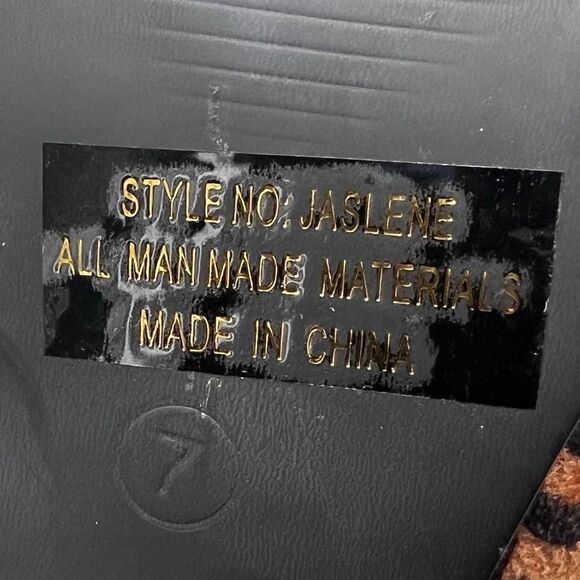 STYLE NO: JASLENE
ALL MAN MADE MATERIALS
MADE IN CHINA
7